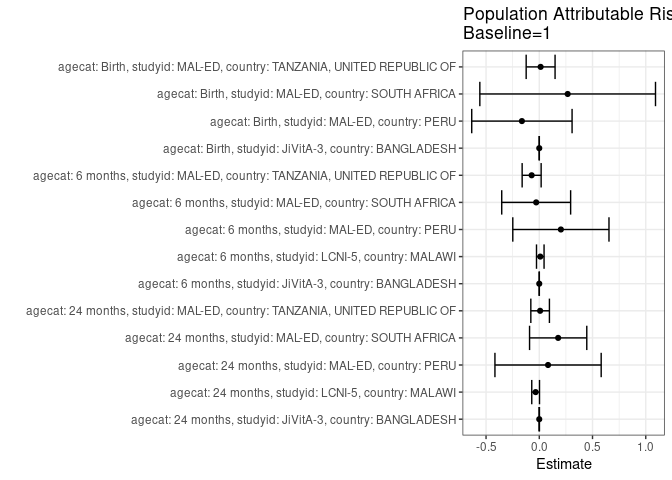 Population Attributable Ris
Baseline=1
agecat: Birth, studyid: MAL-ED, country: TANZANIA, UNITED REPUBLIC OF
agecat: Birth, studyid: MAL-ED, country: SOUTH AFRICA
agecat: Birth, studyid: MAL-ED, country: PERU
agecat: Birth, studyid: JiVitA-3, country: BANGLADESH
agecat: 6 months, studyid: MAL-ED, country: TANZANIA, UNITED REPUBLIC OF
agecat: 6 months, studyid: MAL-ED, country: SOUTH AFRICA
agecat: 6 months, studyid: MAL-ED, country: PERU
agecat: 6 months, studyid: LCNI-5, country: MALAWI
agecat: 6 months, studyid: JiVitA-3, country: BANGLADESH
agecat: 24 months, studyid: MAL-ED, country: TANZANIA, UNITED REPUBLIC OF
agecat: 24 months, studyid: MAL-ED, country: SOUTH AFRICA
agecat: 24 months, studyid: MAL-ED, country: PERU
agecat: 24 months, studyid: LCNI-5, country: MALAWI
agecat: 24 months, studyid: JiVitA-3, country: BANGLADESH
-0.5 0.0 0.5 1.0
Estimate